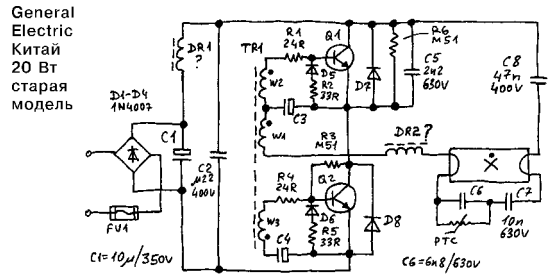 General
Electric
Китай
20 Вт
старая
модель
DR1
?
D1-D4
1N4007
C1
FU1
C1=10μ/350V
C2
μ22
400V
TR1
W2
W1
W3
R1
24R
Q1
D5
R2
33R
C3
D7
R6
M51
C5
2n2
630V
C8
47n
400V
R3
M51
DR2?
R4
24R
Q2
D6
R5
33R
C4
D8
C6
C7
10n
630V
PTC
C6=6n8/630V